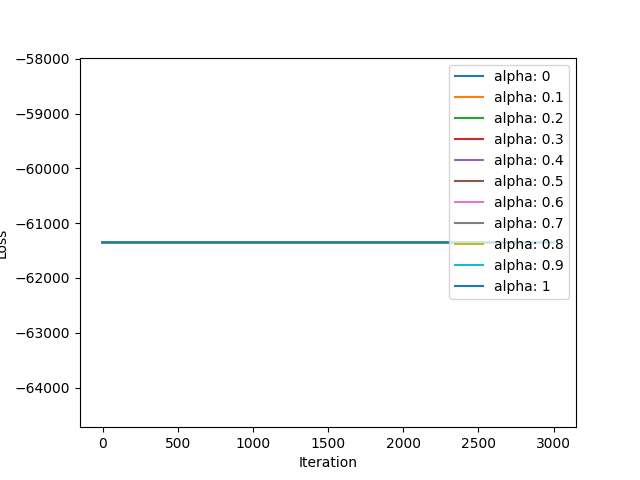 −58000
−59000
−60000
−61000
−62000
−63000
−64000
Loss
alpha: 0
alpha: 0.1
alpha: 0.2
alpha: 0.3
alpha: 0.4
alpha: 0.5
alpha: 0.6
alpha: 0.7
alpha: 0.8
alpha: 0.9
alpha: 1
0 500 1000 1500 2000 2500 3000
Iteration